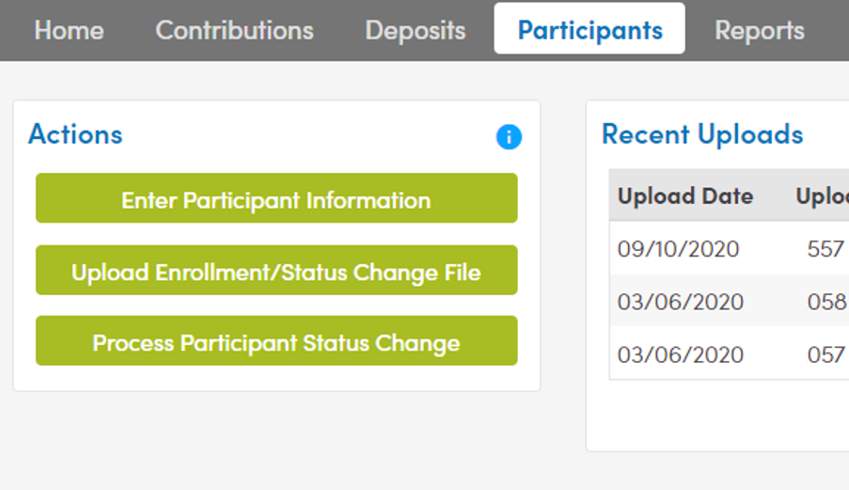 Home Contributions Deposits Participants Reports
Actions
Enter Participant Information
Upload Enrollment/Status Change File
Process Participant Status Change
Recent Uploads
Upload Date
09/10/2020 557
03/06/2020 058
03/06/2020 057